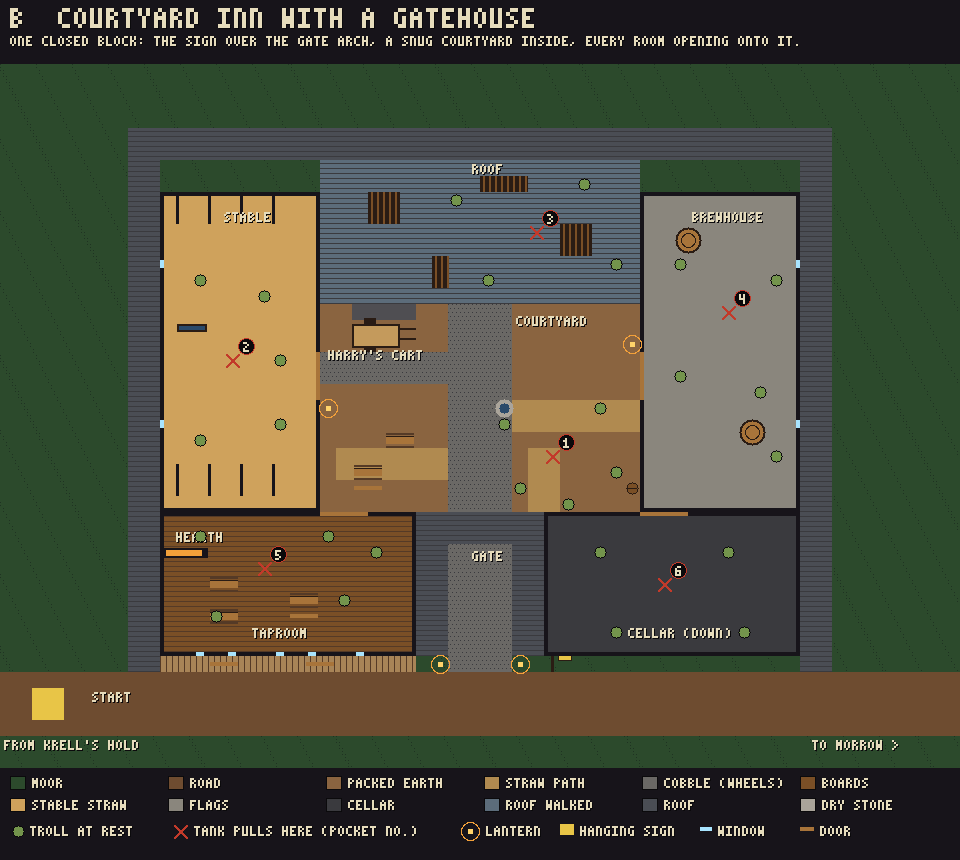 B COURTYARD INN WITH A GATEHOUSE
ONE CLOSED BLOCK: THE SIGN OVER THE GATE ARCH, A SNUG COURTYARD INSIDE, EVERY ROOM OPENING ONTO IT.
ROOF
STABLE
BREWHOUSE
3
4
COURTYARD
2
HARRY'S CART
1
HEARTH
5
GATE
6
TAPROOM
CELLAR (DOWN)
START
FROM KRELL'S HOLD
TO MORROW >
MOOR
ROAD
PACKED EARTH
STRAW PATH
COBBLE (WHEELS)
BOARDS
STABLE STRAW
FLAGS
CELLAR
ROOF WALKED
ROOF
DRY STONE
TROLL AT REST
TANK PULLS HERE (POCKET NO.)
LANTERN
HANGING SIGN
WINDOW
DOOR